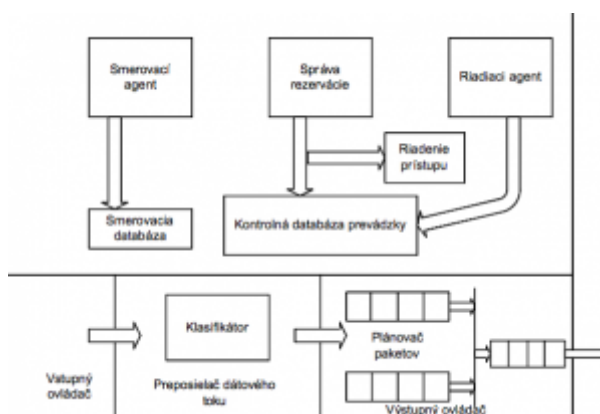 Smerovací
agent
Správa
rezervácie
Riadiaci agent
Riadenie
prístupu
Smerovacia
databáza
Kontrolná databáza prevádzky
Klasifikátor
Plánovač
paketov
Vstupný
ovládač
Preposielač dátového
toku
Výstupný ovládač